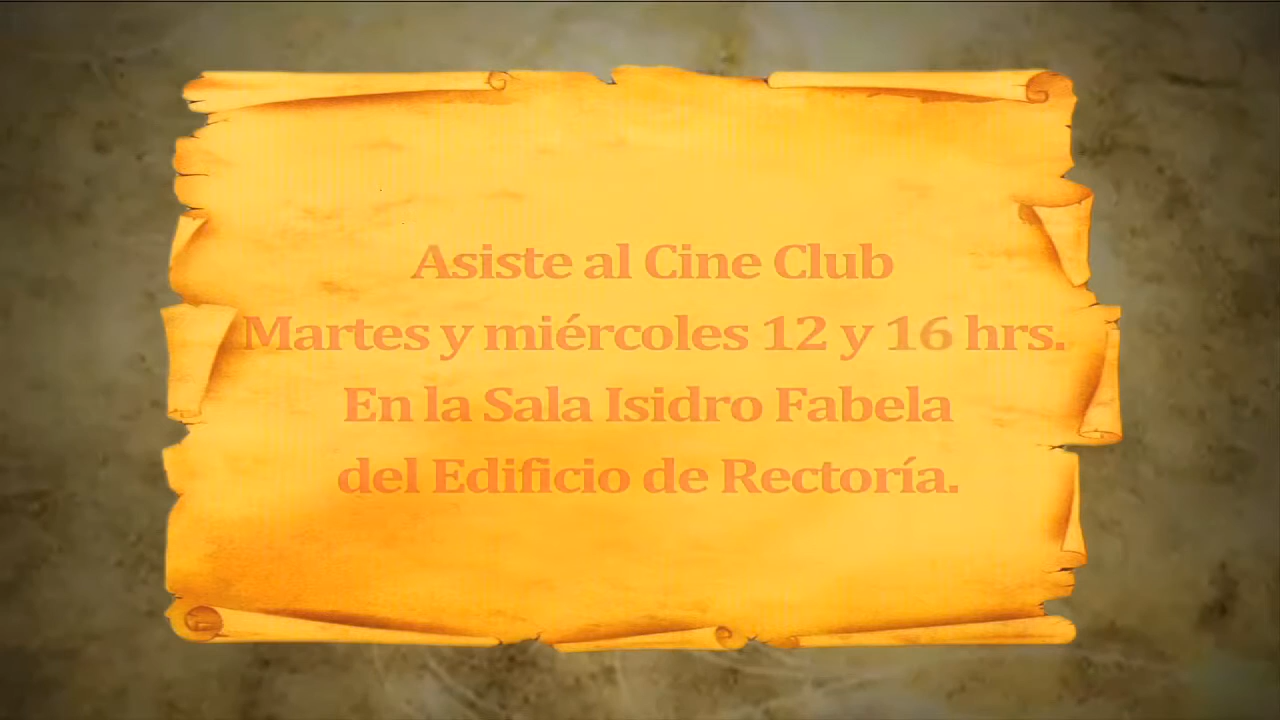 Asiste al Cine Club
Martes y miércoles 12 y 16 hrs.
En la Sala Isidro Fabela
del Edificio de Rectoría.